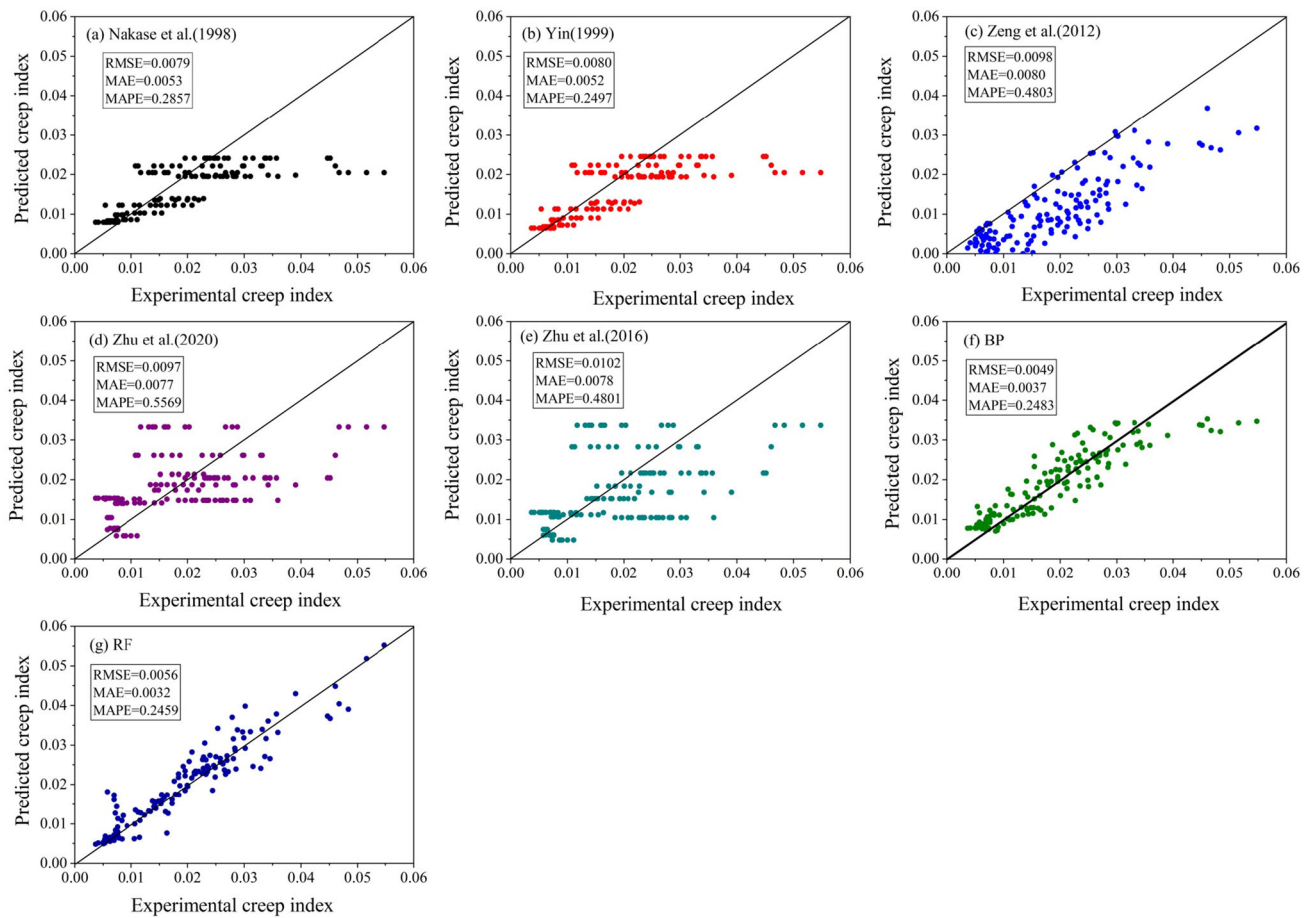 (a) Nakase et al.(1998)
RMSE=0.0079
MAE=0.0053
MAPE=0.2857
Predicted creep index
0.06
0.05
0.04
0.03
0.02
0.01
0.00
0.00 0.01 0.02 0.03 0.04 0.05 0.06
Experimental creep index
(b) Yin(1999)
RMSE=0.0080
MAE=0.0052
MAPE=0.2497
Predicted creep index
0.06
0.05
0.04
0.03
0.02
0.01
0.00
0.00 0.01 0.02 0.03 0.04 0.05 0.06
Experimental creep index
(c) Zeng et al.(2012)
RMSE=0.0098
MAE=0.0080
MAPE=0.4803
Predicted creep index
0.06
0.05
0.04
0.03
0.02
0.01
0.00
0.00 0.01 0.02 0.03 0.04 0.05 0.06
Experimental creep index
(d) Zhu et al.(2020)
RMSE=0.0097
MAE=0.0077
MAPE=0.5569
Predicted creep index
0.06
0.05
0.04
0.03
0.02
0.01
0.00
0.00 0.01 0.02 0.03 0.04 0.05 0.06
Experimental creep index
(e) Zhu et al.(2016)
RMSE=0.0102
MAE=0.0078
MAPE=0.4801
Predicted creep index
0.06
0.05
0.04
0.03
0.02
0.01
0.00
0.00 0.01 0.02 0.03 0.04 0.05 0.06
Experimental creep index
(f) BP
RMSE=0.0049
MAE=0.0037
MAPE=0.2483
Predicted creep index
0.06
0.05
0.04
0.03
0.02
0.01
0.00
0.00 0.01 0.02 0.03 0.04 0.05 0.06
Experimental creep index
(g) RF
RMSE=0.0056
MAE=0.0032
MAPE=0.2459
Predicted creep index
0.06
0.05
0.04
0.03
0.02
0.01
0.00
0.00 0.01 0.02 0.03 0.04 0.05 0.06
Experimental creep index